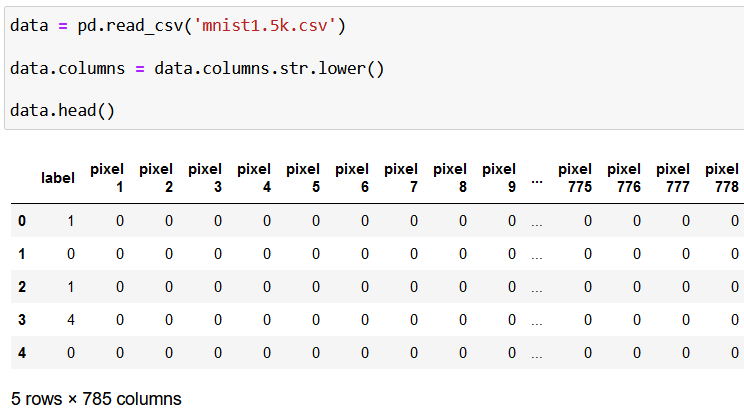 data = pd.read_csv('mnist1.5k.csv')
data.columns = data.columns.str.lower()
data.head()
label pixel 1 pixel 2 pixel 3 pixel 4 pixel 5 pixel 6 pixel 7 pixel 8 pixel 9 ... pixel 775 pixel 776 pixel 777 pixel 778
0 1 0 0 0 0 0 0 0 0 0 ... 0 0 0 0
1 0 0 0 0 0 0 0 0 0 0 ... 0 0 0 0
2 1 0 0 0 0 0 0 0 0 0 ... 0 0 0 0
3 4 0 0 0 0 0 0 0 0 0 ... 0 0 0 0
4 0 0 0 0 0 0 0 0 0 0 ... 0 0 0 0
5 rows × 785 columns